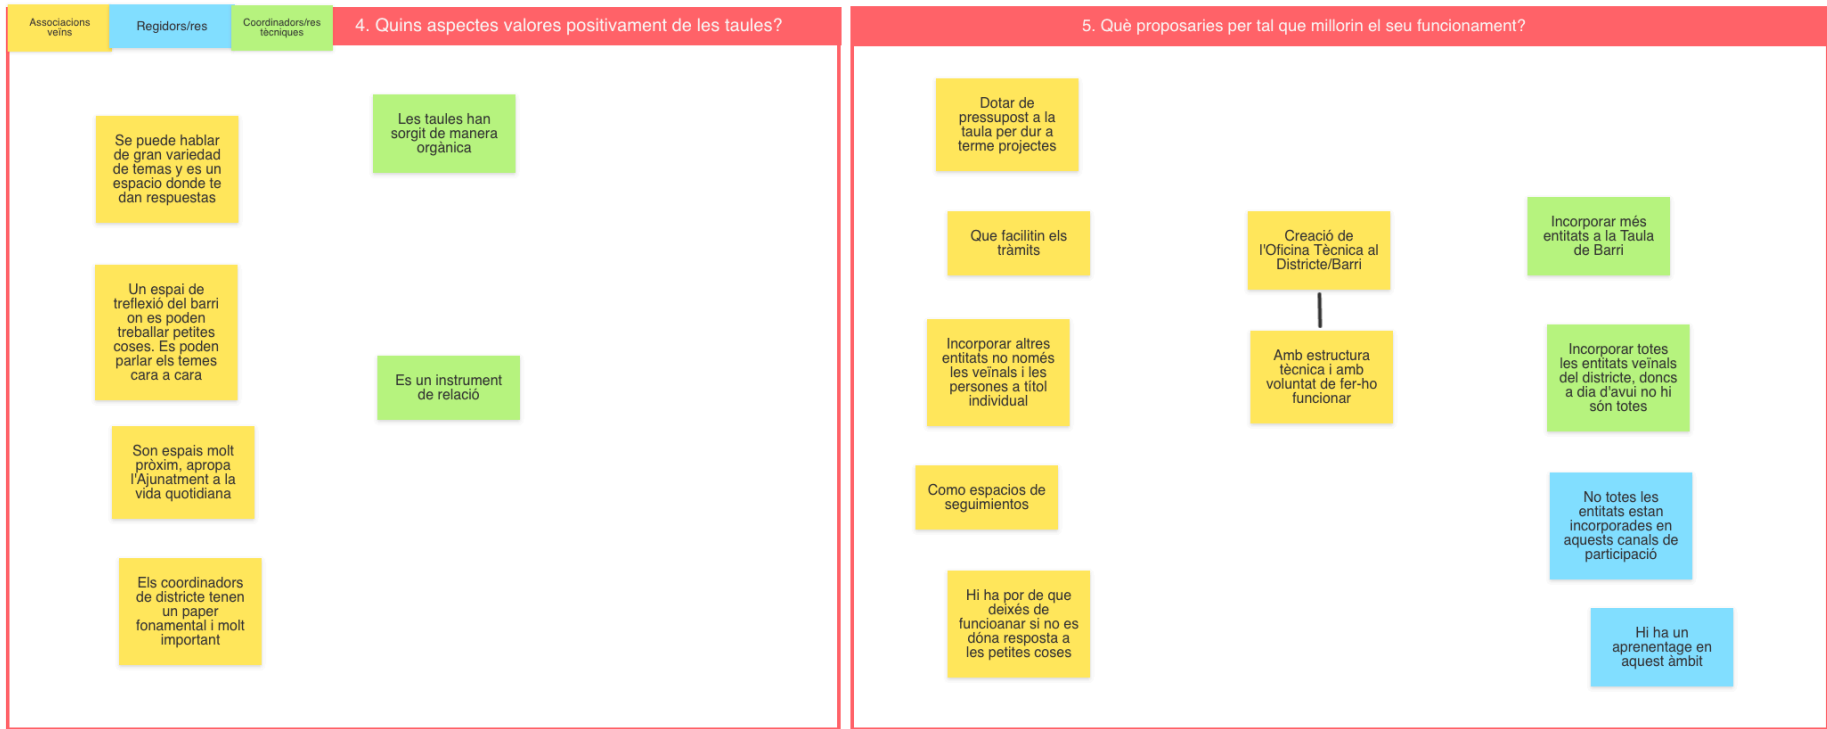 Associacions
veïns
Regidors/res
Coordinadors/res
tècniques
4. Quins aspectes valores positivament de les taules?
Se puede hablar
de gran variedad
de temas y es un
espacio donde te
dan respuestas
Un espai de
treflexió del barri
on es poden
treballar petites
coses. Es poden
parlar els temes
cara a cara
Son espais molt
pròxim, apropa
l'Ajunatment a la
vida quotidiana
Els coordinadors
de districte tenen
un paper
fonamental i molt
important
Les taules han
sorgit de manera
orgànica
Es un instrument
de relació
5. Què proposaries per tal que millorin el seu funcionament?
Dotar de
pressupost a la
taula per dur a
terme projectes
Que facilitin els
tràmits
Incorporar altres
entitats no només
les veïnals i les
persones a títol
individual
Como espacios de
seguimientos
Hi ha por de que
deixés de
funcioanar si no es
dóna resposta a
les petites coses
Creació de
l'Oficina Tècnica al
Districte/Barri
Amb estructura
tècnica i amb
voluntat de fer-ho
funcionar
Incorporar més
entitats a la Taula
de Barri
Incorporar totes
les entitats veïnals
del districte, doncs
a dia d'avui no hi
són totes
No totes les
entitats estan
incorporades en
aquests canals de
participació
Hi ha un
aprenentage en
aquest àmbit